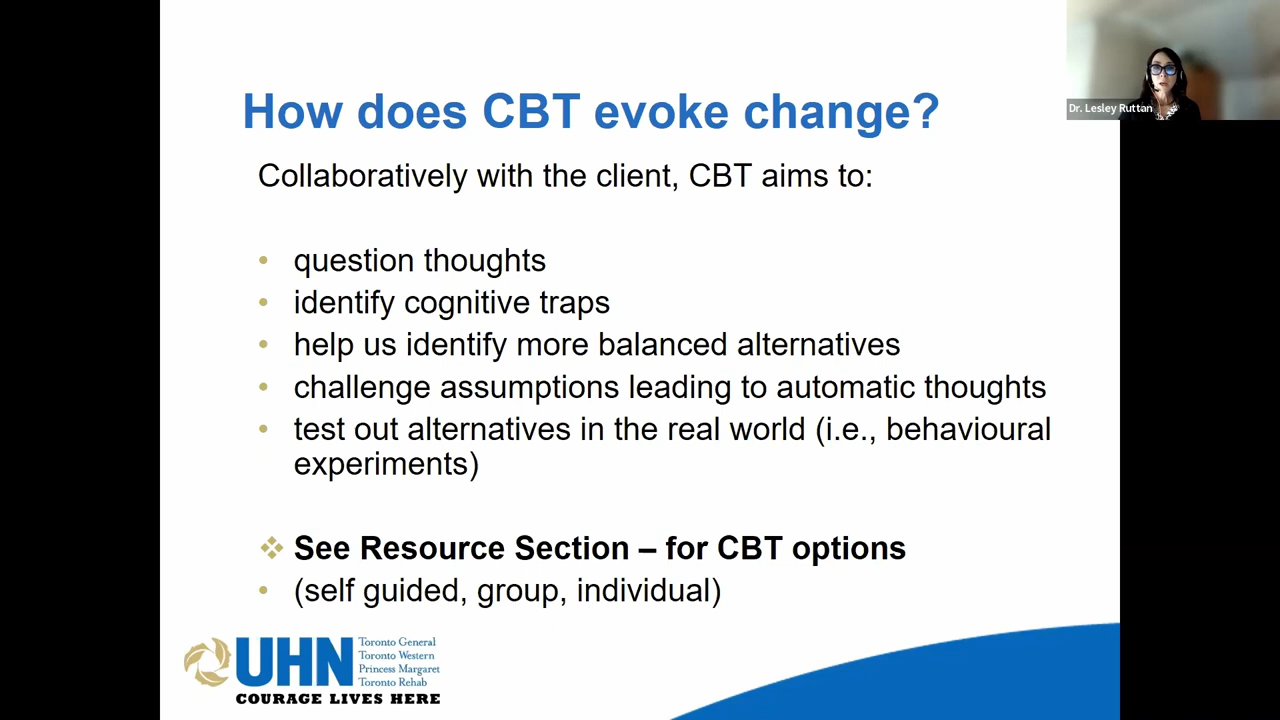 How does CBT evoke change?
Dr. Lesley Ruttan
Collaboratively with the client, CBT aims to:
• question thoughts
• identify cognitive traps
• help us identify more balanced alternatives
• challenge assumptions leading to automatic thoughts
• test out alternatives in the real world (i.e., behavioural
experiments)
❖ See Resource Section – for CBT options
• (self guided, group, individual)
UHN
Toronto General
Toronto Western
Princess Margaret
Toronto Rehab
COURAGE LIVES HERE